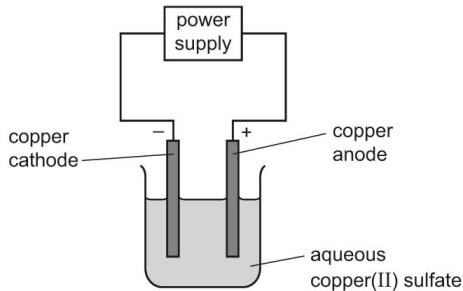 power
supply
–
+
copper
cathode
copper
anode
aqueous
copper(II) sulfate